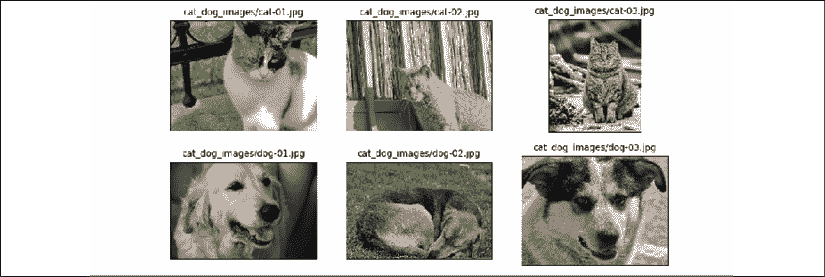 cat_dog_images/cat-01.jpg
cat_dog_images/cat-02.jpg
cat_dog_images/cat-03.jpg
cat_dog_images/dog-01.jpg
cat_dog_images/dog-02.jpg
cat_dog_images/dog-03.jpg